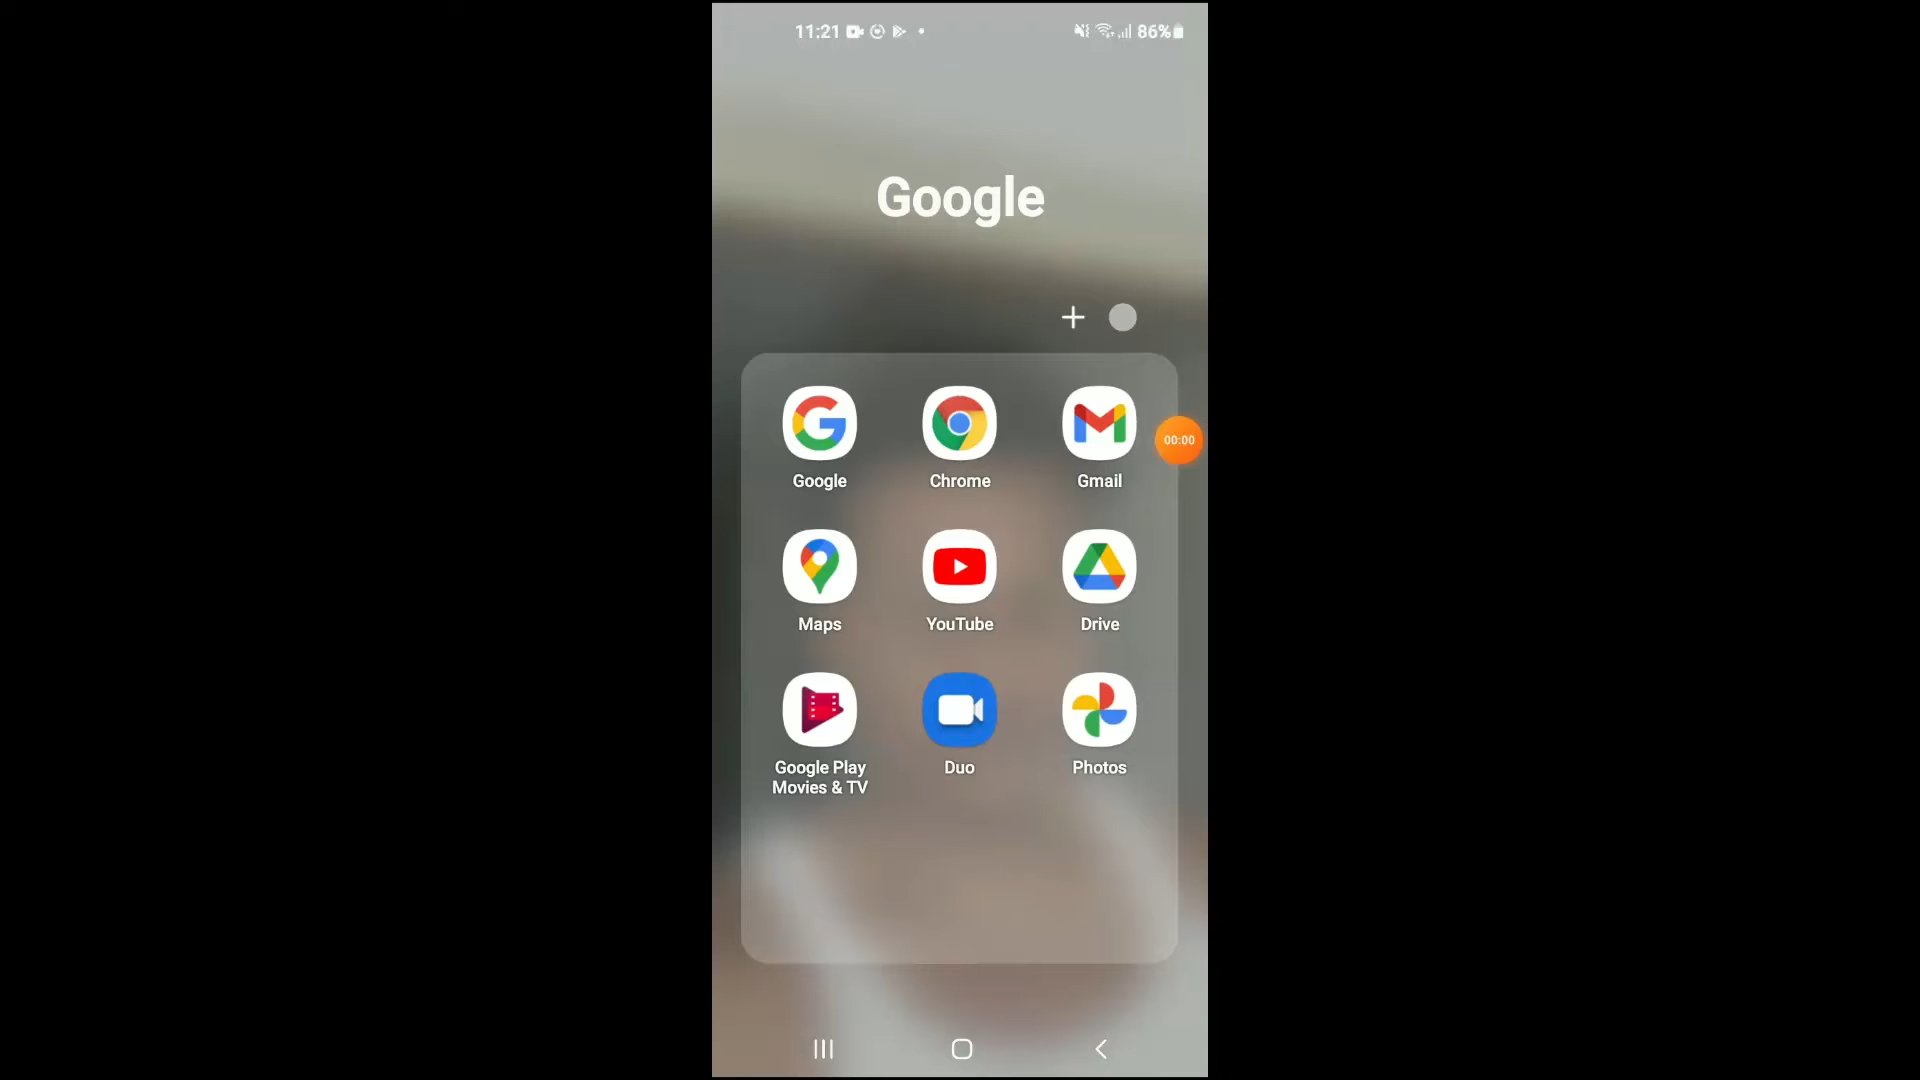 11:21 86%
Google
Google Chrome Gmail
00:00
Maps YouTube Drive
Google Play
Movies & TV
Duo Photos